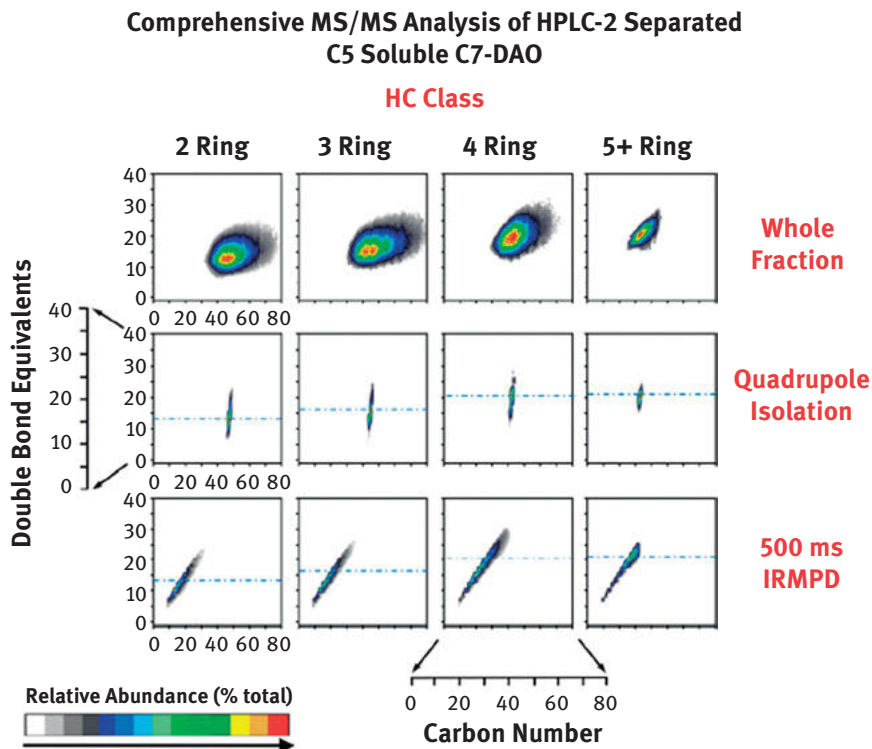 Comprehensive MS/MS Analysis of HPLC-2 Separated
C5 Soluble C7-DAO
HC Class
2 Ring 3 Ring 4 Ring 5+ Ring
40
30
20
10
0
0 20 40 60 80
Whole
Fraction
Double Bond Equivalents
40
30
20
10
0
40
30
20
10
0
0 20 40 60 80
Quadrupole
Isolation
40
30
20
10
0
0 20 40 60 80
500 ms
IRMPD
0 20 40 60 80
Carbon Number
Relative Abundance (% total)